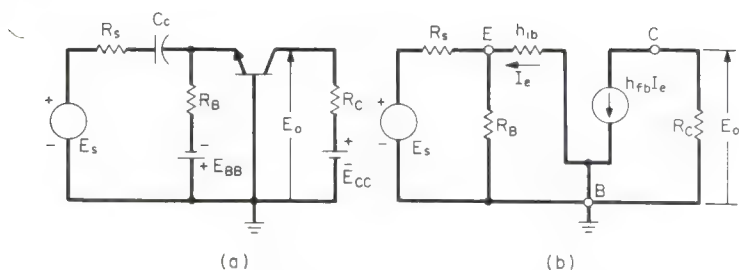 Rs
Cc
RB
+
-
Es
-
+ EBB
Eo
RC
+
-
ECC
(a)
Rs
E
hib
Ie
RB
+
-
Es
C
hfbIe
RC
Eo
B
(b)